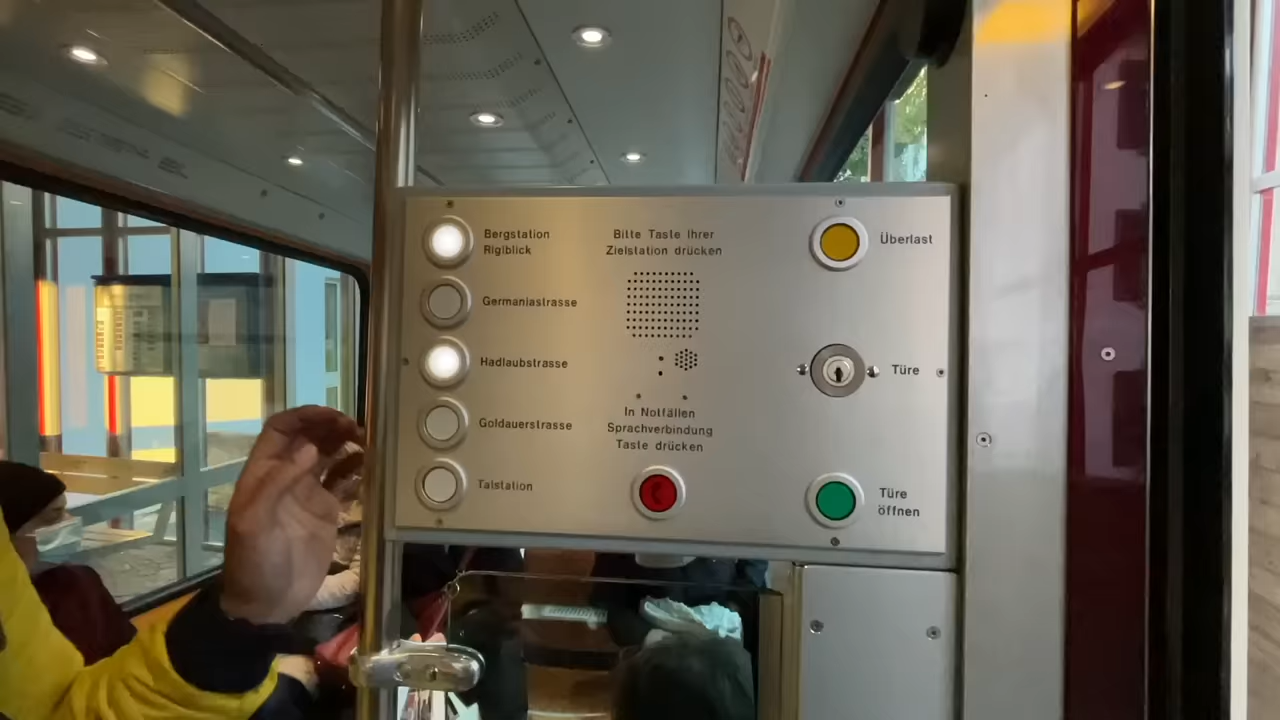 Bergstation
Rigiblick
Germaniastrasse
Hadlaubstrasse
Goldauerstrasse
Talstation
Bitte Taste Ihrer
Zielstation drücken
In Notfällen
Sprachverbindung
Taste drücken
Überlast
Türe
Türe
öffnen